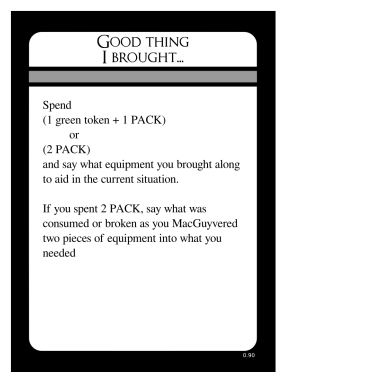 GOOD THING
I BROUGHT...
Spend
(1 green token + 1 PACK)
or
(2 PACK)
and say what equipment you brought along
to aid in the current situation.
If you spent 2 PACK, say what was
consumed or broken as you MacGuyvered
two pieces of equipment into what you
needed
0.90